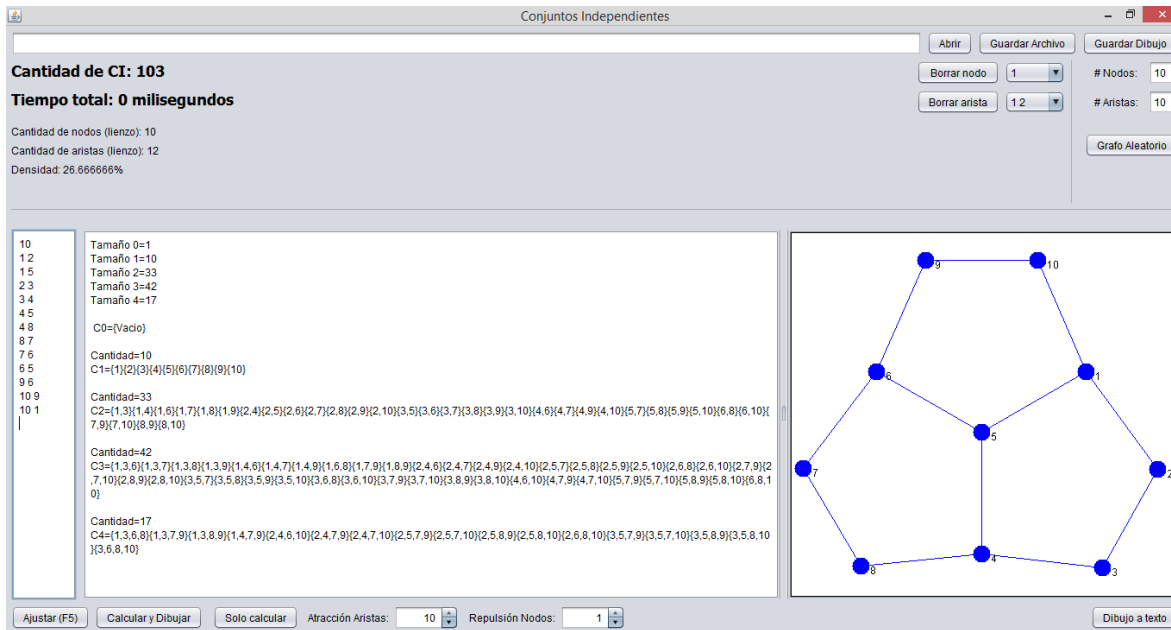 Conjuntos Independientes
Abrir Guardar Archivo Guardar Dibujo
Cantidad de CI: 103
Borrar nodo 1 # Nodos: 10
Tiempo total: 0 milisegundos
Borrar arista 1 2 # Aristas: 10
Cantidad de nodos (lienzo): 10
Cantidad de aristas (lienzo): 12
Densidad: 26.666666%
Grafo Aleatorio
10
1 2
1 5
2 3
3 4
4 5
4 8
8 7
7 6
6 5
9 6
10 9
10 1
Tamaño 0=1
Tamaño 1=10
Tamaño 2=33
Tamaño 3=42
Tamaño 4=17
C0={Vacio}
Cantidad=10
C1={1}{2}{3}{4}{5}{6}{7}{8}{9}{10}
Cantidad=33
C2={1,3}{1,4}{1,6}{1,7}{1,8}{1,9}{2,4}{2,5}{2,6}{2,7}{2,8}{2,9}{2,10}{3,5}{3,6}{3,7}{3,8}{3,9}{3,10}{4,6}{4,7}{4,9}{4,10}{5,7}{5,8}{5,9}{5,10}{6,8}{6,10}{
7,9}{7,10}{8,9}{8,10}
Cantidad=42
C3={1,3,6}{1,3,7}{1,3,8}{1,3,9}{1,4,6}{1,4,7}{1,4,9}{1,6,8}{1,7,9}{1,8,9}{2,4,6}{2,4,7}{2,4,9}{2,4,10}{2,5,7}{2,5,8}{2,5,9}{2,5,10}{2,6,8}{2,6,10}{2,7,9}{2
,7,10}{2,8,9}{2,8,10}{3,5,7}{3,5,8}{3,5,9}{3,5,10}{3,6,8}{3,6,10}{3,7,9}{3,7,10}{3,8,9}{3,8,10}{4,6,10}{4,7,9}{4,7,10}{5,7,9}{5,7,10}{5,8,9}{5,8,10}{6,8,1
0}
Cantidad=17
C4={1,3,6,8}{1,3,7,9}{1,3,8,9}{1,4,7,9}{2,4,6,10}{2,4,7,9}{2,4,7,10}{2,5,7,9}{2,5,7,10}{2,5,8,9}{2,5,8,10}{2,6,8,10}{3,5,7,9}{3,5,7,10}{3,5,8,9}{3,5,8,10
}{3,6,8,10}
9
10
6
1
5
7
2
4
8
3
Ajustar (F5) Calcular y Dibujar Solo calcular Atracción Aristas: 10 Repulsión Nodos: 1 Dibujo a texto